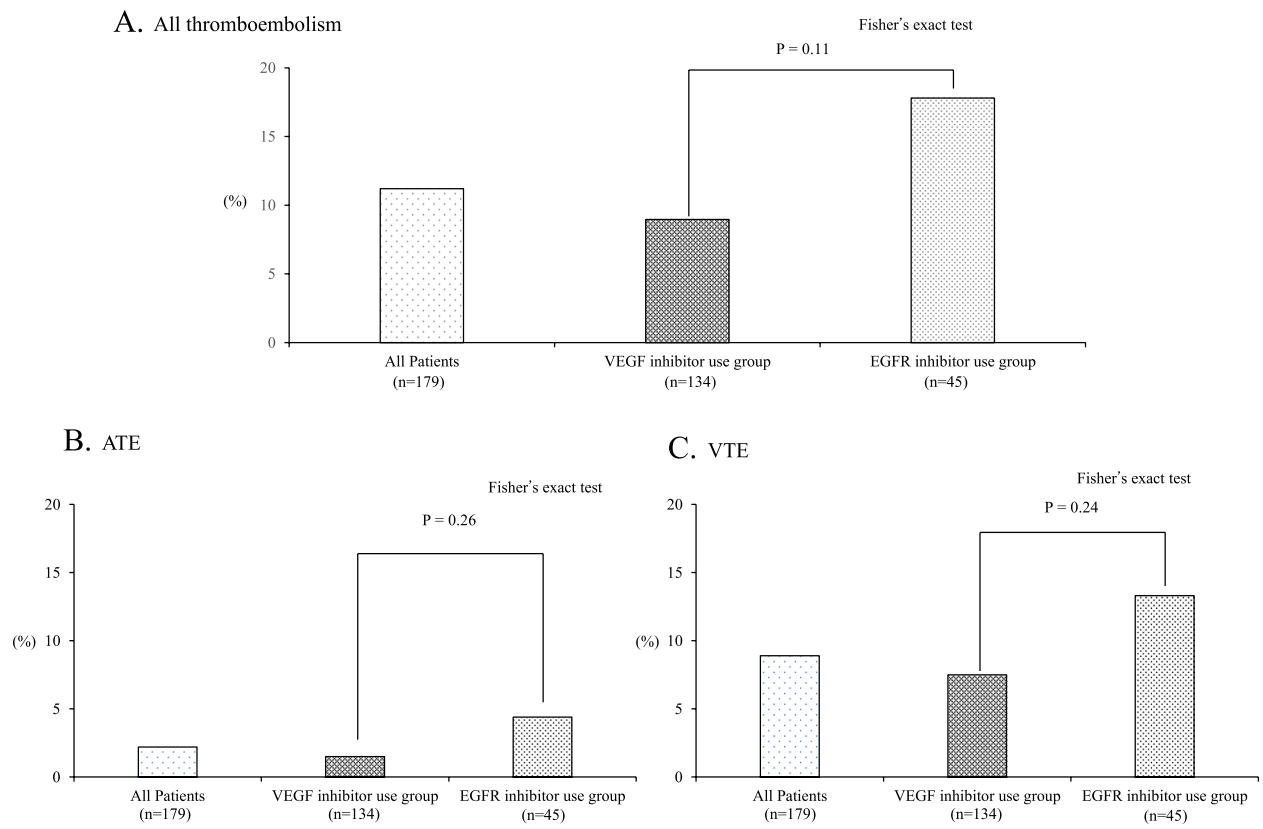 A. All thromboembolism
Fisher's exact test
P = 0.11
20
15
(%) 10
5
0
All Patients
(n=179)
VEGF inhibitor use group
(n=134)
EGFR inhibitor use group
(n=45)
B. ATE
Fisher's exact test
P = 0.26
20
15
(%) 10
5
0
All Patients
(n=179)
VEGF inhibitor use group
(n=134)
EGFR inhibitor use group
(n=45)
C. VTE
Fisher's exact test
P = 0.24
20
15
(%) 10
5
0
All Patients
(n=179)
VEGF inhibitor use group
(n=134)
EGFR inhibitor use group
(n=45)